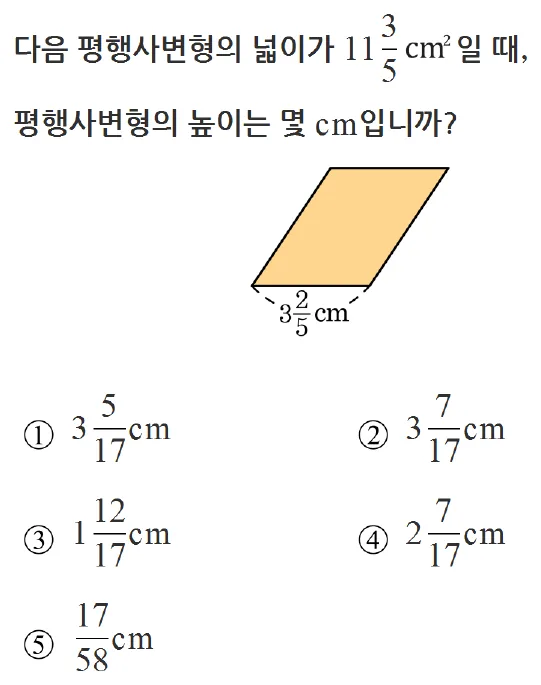 다음 평행사변형의 넓이가 11 3/5 cm² 일 때,
평행사변형의 높이는 몇 cm입니까?
3 2/5 cm
① 3 5/17 cm ② 3 7/17 cm
③ 1 12/17 cm ④ 2 7/17 cm
⑤ 17/58 cm